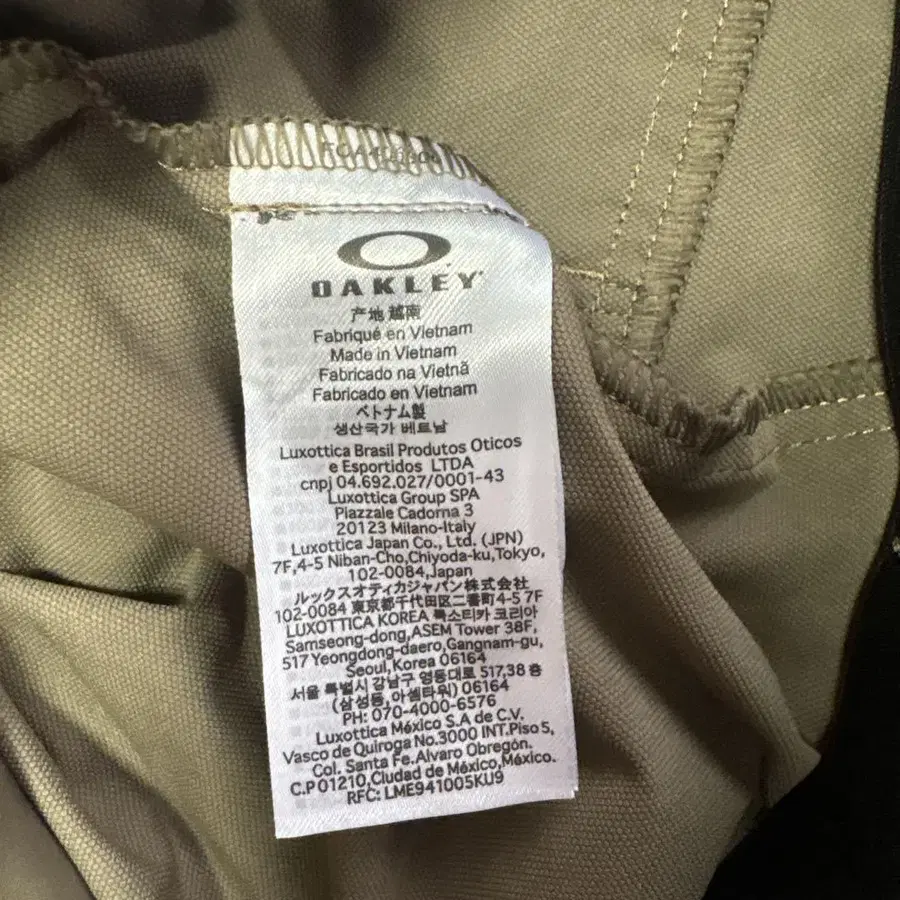 OAKLEY
产地 越南
Fabriqué en Vietnam
Made in Vietnam
Fabricado na Vietnã
Fabricado en Vietnam
ベトナム製
생산국가 베트남
Luxottica Brasil Produtos Oticos
e Esportidos LTDA
cnpj 04.692.027/0001-43
Luxottica Group SPA
Piazzale Cadorna 3
20123 Milano-Italy
Luxottica Japan Co., Ltd. (JPN)
7F,4-5 Niban-Cho,Chiyoda-ku,Tokyo,
102-0084,Japan
ルックスオティカジャパン株式会社
102-0084 東京都千代田区二番町4-5 7F
LUXOTTICA KOREA 룩소티카 코리아
Samseong-dong,ASEM Tower 38F,
517 Yeongdong-daero,Gangnam-gu,
Seoul,Korea 06164
서울 특별시 강남구 영동대로 517,38 층
(삼성동,아셈타워) 06164
PH: 070-4000-6576
Luxottica México S.A de C.V.
Vasco de Quiroga No.3000 INT.Piso 5,
Col. Santa Fe.Alvaro Obregón.
C.P 01210,Ciudad de México,México.
RFC: LME941005KU9